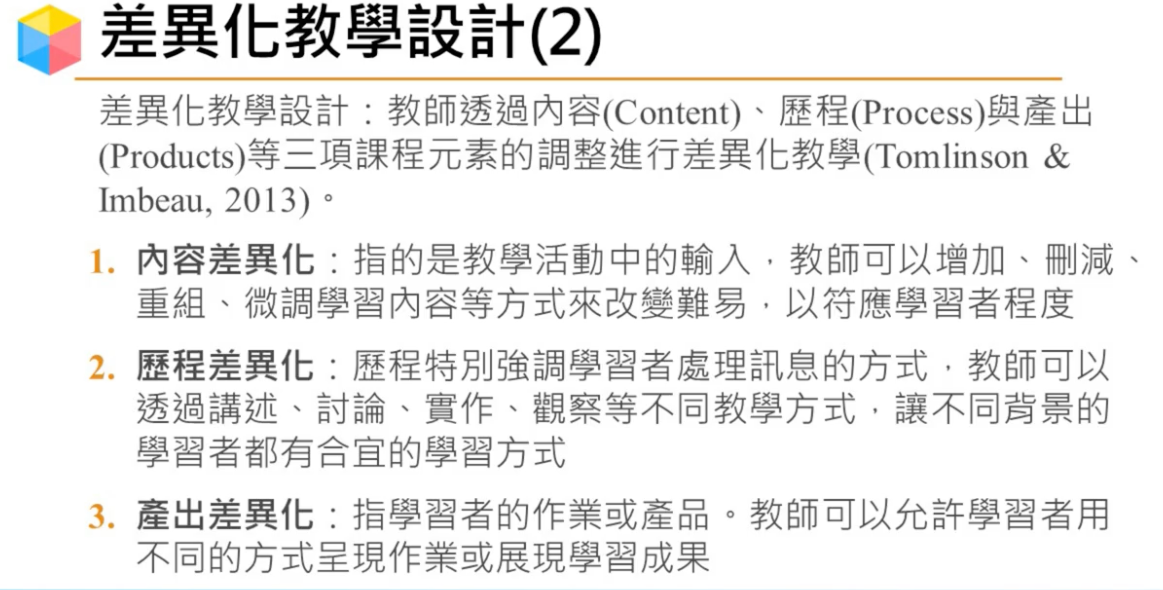 差異化教學設計(2)
差異化教學設計：教師透過內容(Content)、歷程(Process)與產出
(Products)等三項課程元素的調整進行差異化教學(Tomlinson &
Imbeau, 2013)。
1. 內容差異化：指的是教學活動中的輸入，教師可以增加、刪減、
重組、微調學習內容等方式來改變難易，以符應學習者程度
2. 歷程差異化：歷程特別強調學習者處理訊息的方式，教師可以
透過講述、討論、實作、觀察等不同教學方式，讓不同背景的
學習者都有合宜的學習方式
3. 產出差異化：指學習者的作業或產品。教師可以允許學習者用
不同的方式呈現作業或展現學習成果